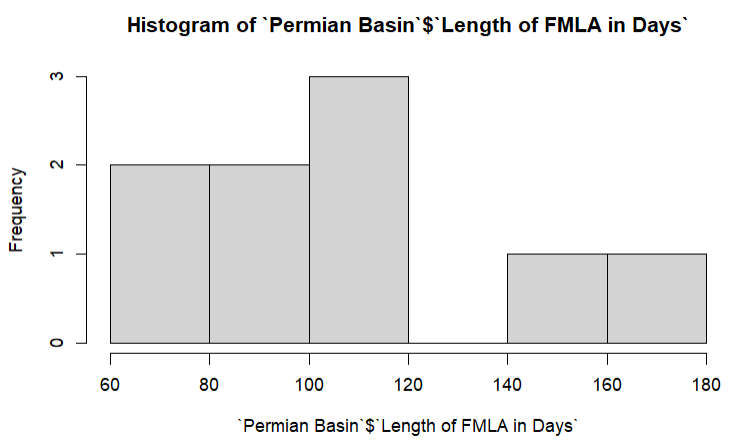 Histogram of `Permian Basin`$`Length of FMLA in Days`
Frequency
3
2
1
0
60 80 100 120 140 160 180
`Permian Basin`$`Length of FMLA in Days`